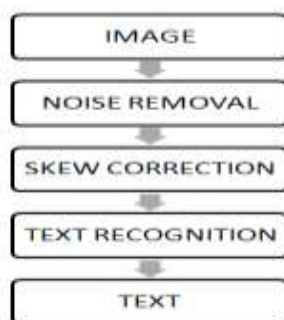 IMAGE
NOISE REMOVAL
SKEW CORRECTION
TEXT RECOGNITION
TEXT